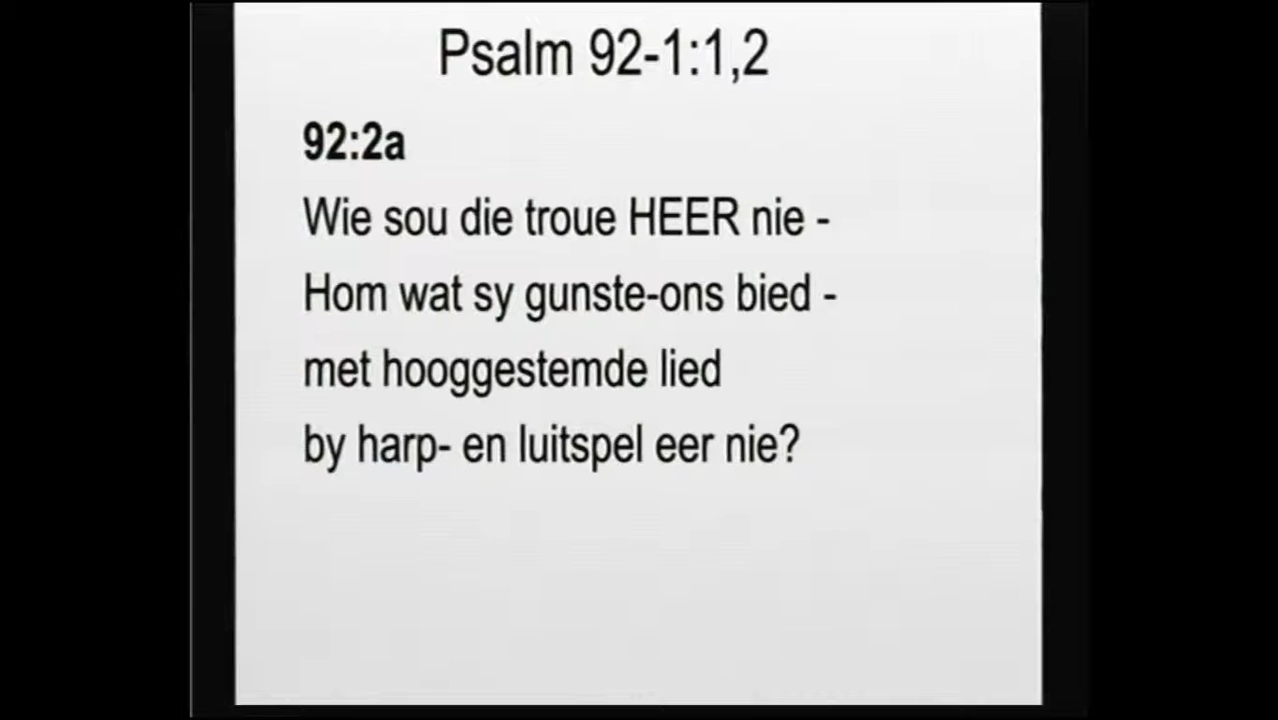 Psalm 92-1:1,2
92:2a
Wie sou die troue HEER nie -
Hom wat sy gunste-ons bied -
met hooggestemde lied
by harp- en luitspel eer nie?